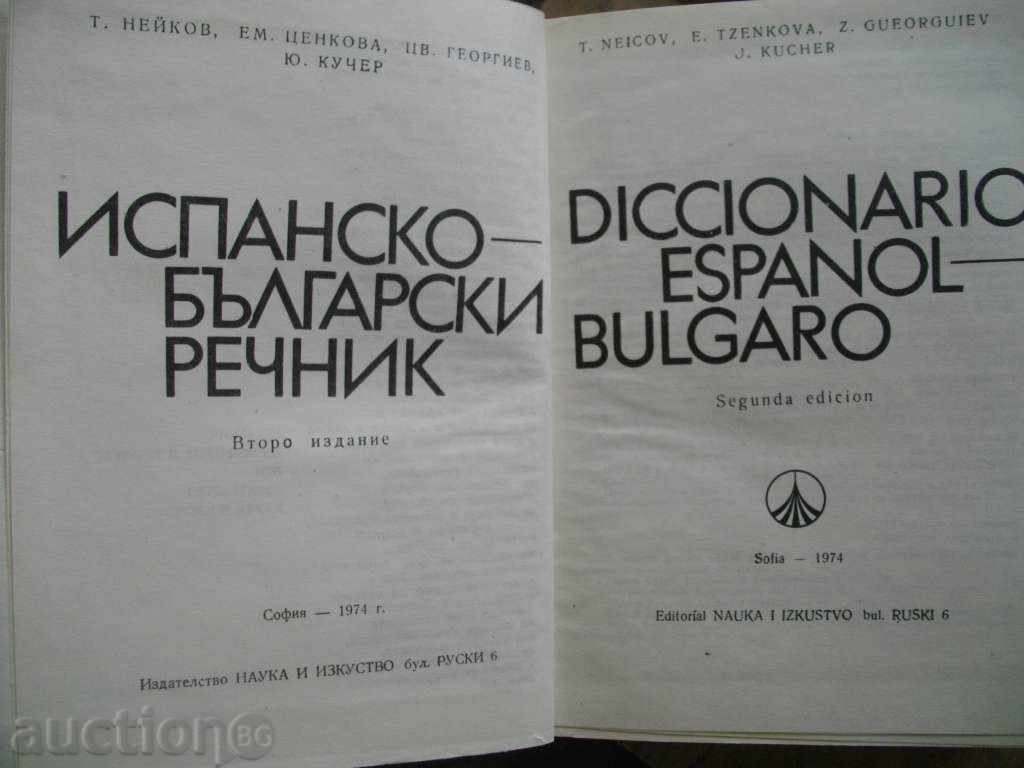 Т. НЕЙКОВ, ЕМ. ЦЕНКОВА, ЦВ. ГЕОРГИЕВ,
Ю. КУЧЕР
ИСПАНСКО—
БЪЛГАРСКИ
РЕЧНИК
Второ издание
София — 1974 г.
Издателство НАУКА И ИЗКУСТВО бул. РУСКИ 6
T. NEICOV, E. TZENKOVA, Z. GUEORGUIEV
J. KUCHER
DICCIONARIO
ESPANOL—
BULGARO
Segunda edicion
Sofia — 1974
Editorial NAUKA I IZKUSTVO bul. RUSKI 6
auction BG